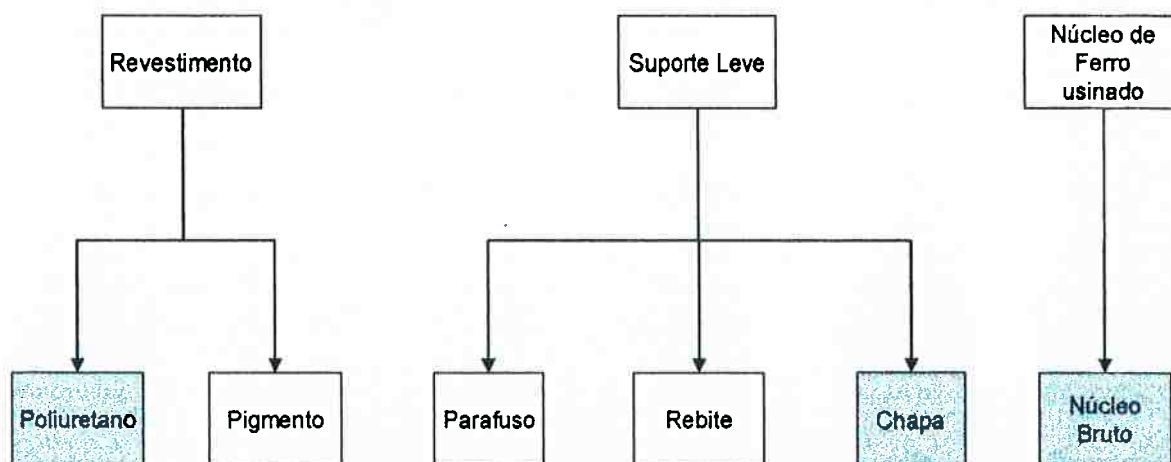 Revestimento
Suporte Leve
Núcleo de
Ferro
usinado
Poliuretano
Pigmento
Parafuso
Rebite
Chapa
Núcleo
Bruto